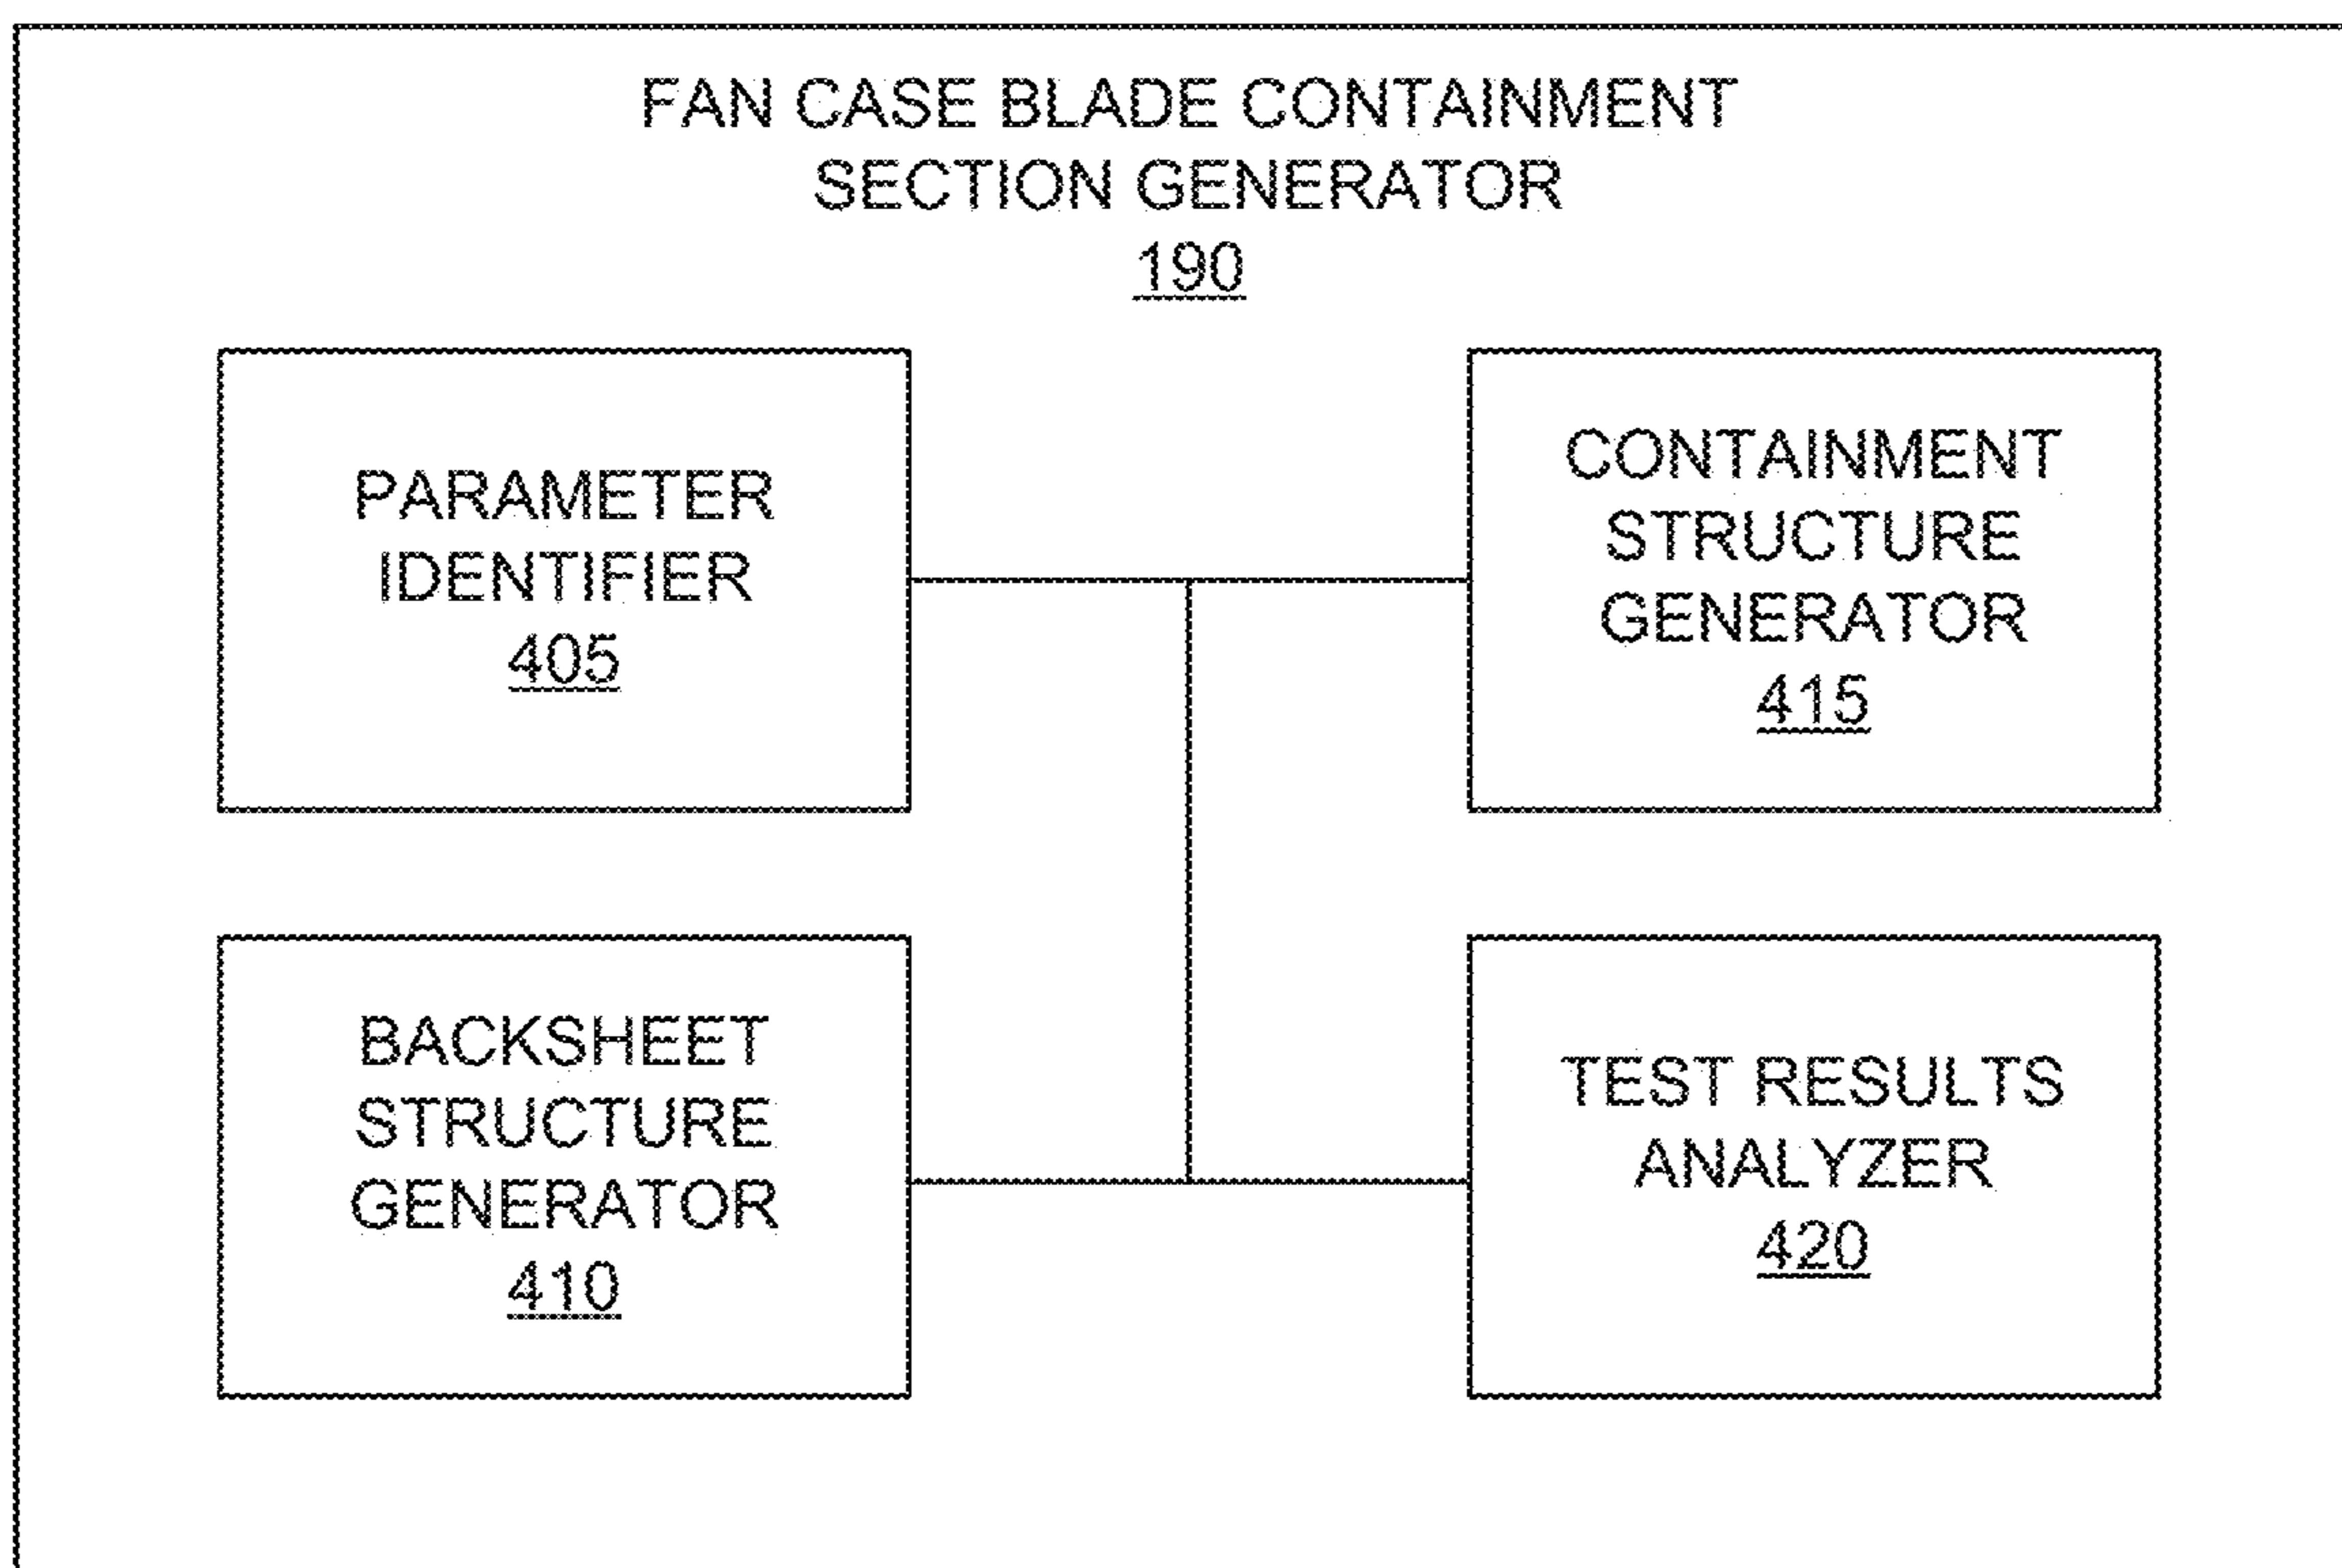 FAN CASE BLADE CONTAINMENT
SECTION GENERATOR
190
PARAMETER
IDENTIFIER
405
CONTAINMENT
STRUCTURE
GENERATOR
415
BACKSHEET
STRUCTURE
GENERATOR
410
TEST RESULTS
ANALYZER
420